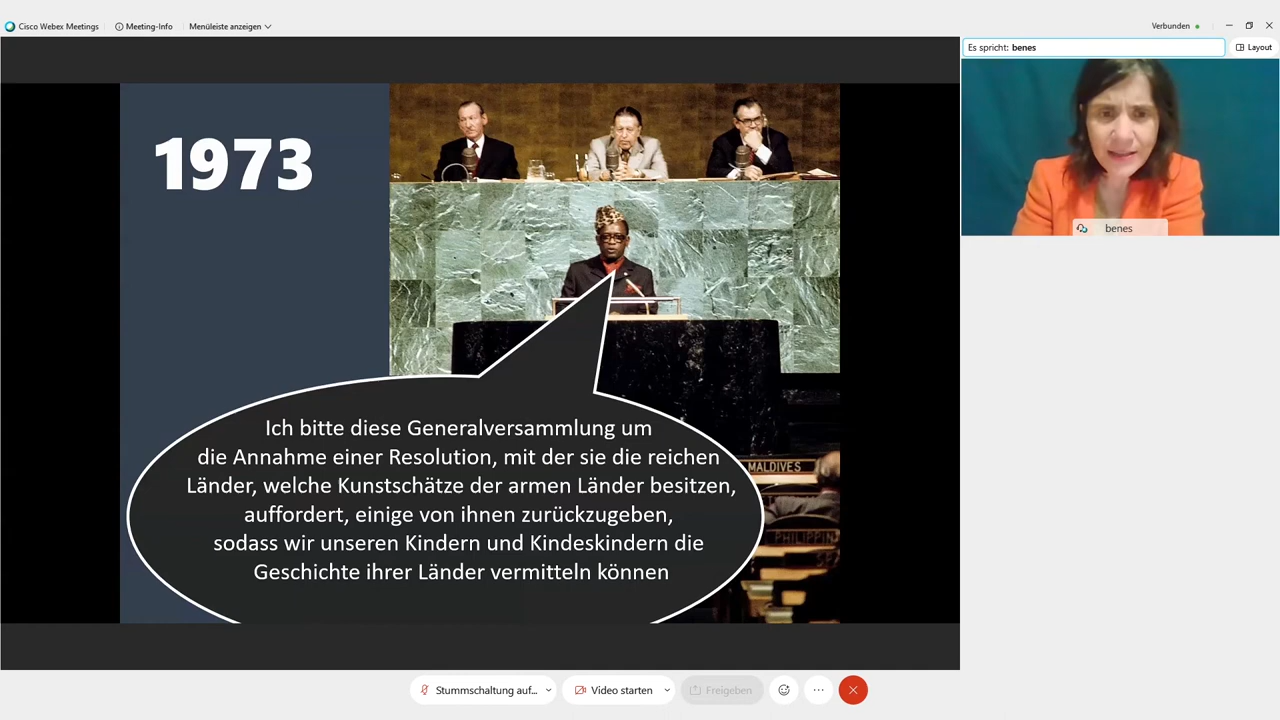 Cisco Webex Meetings
Meeting-Info
Menüleiste anzeigen
Verbunden
Es spricht: benes
Layout
1973
benes
Ich bitte diese Generalversammlung um
die Annahme einer Resolution, mit der sie die reichen
Länder, welche Kunstschätze der armen Länder besitzen,
auffordert, einige von ihnen zurückzugeben,
sodass wir unseren Kindern und Kindeskindern die
Geschichte ihrer Länder vermitteln können
MALDIVES
PHILIPPIN
Stummschaltung auf...
Video starten
Freigeben